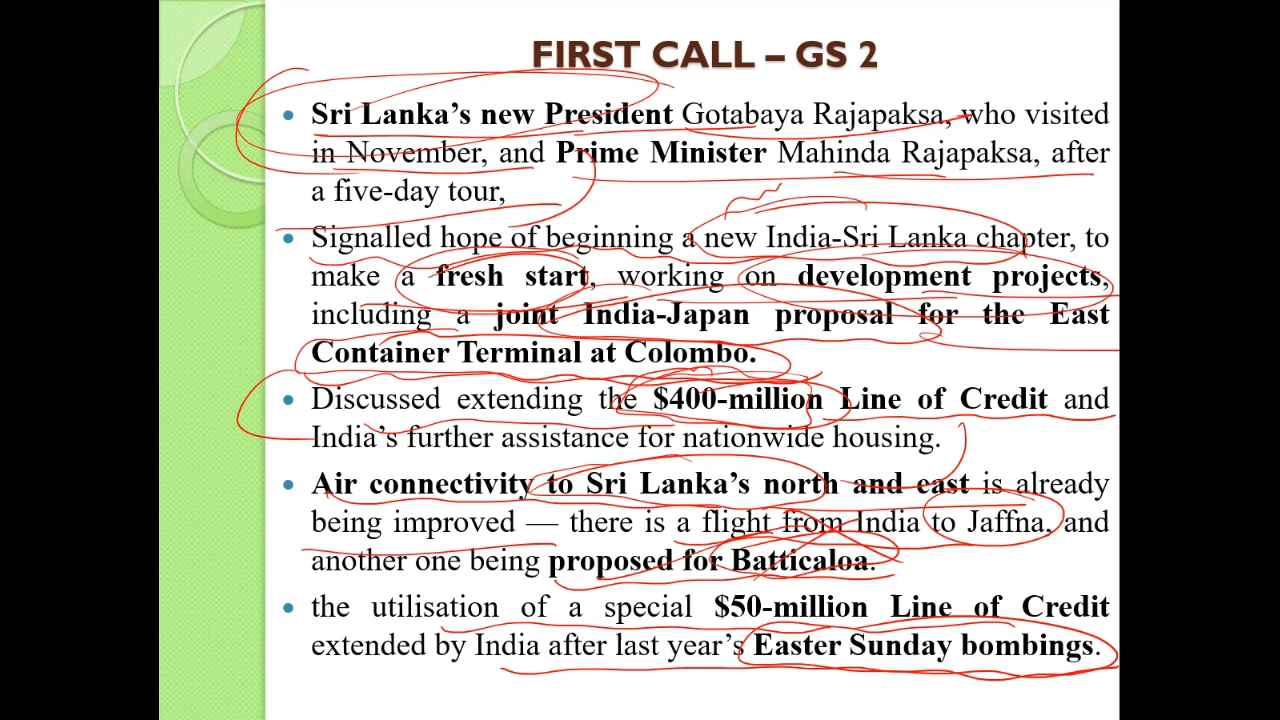 FIRST CALL – GS 2
• Sri Lanka's new President Gotabaya Rajapaksa, who visited
in November, and Prime Minister Mahinda Rajapaksa, after
a five-day tour,
• Signalled hope of beginning a new India-Sri Lanka chapter, to
make a fresh start, working on development projects,
including a joint India-Japan proposal for the East
Container Terminal at Colombo.
• Discussed extending the $400-million Line of Credit and
India's further assistance for nationwide housing.
• Air connectivity to Sri Lanka's north and east is already
being improved — there is a flight from India to Jaffna, and
another one being proposed for Batticaloa.
• the utilisation of a special $50-million Line of Credit
extended by India after last year's Easter Sunday bombings.